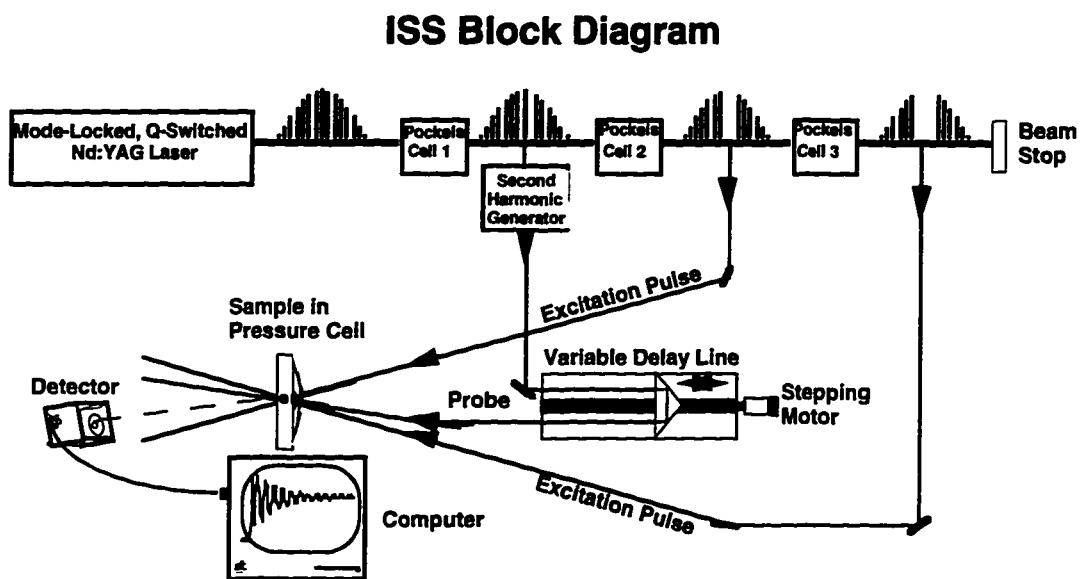 ISS Block Diagram
Mode-Locked, Q-Switched
Nd:YAG Laser
Pockels
Cell 1
Pockels
Cell 2
Pockels
Cell 3
Beam
Stop
Second
Harmonic
Generator
Excitation Pulse
Sample in
Pressure Cell
Variable Delay Line
Detector
Probe
Stepping
Motor
Excitation Pulse
Computer